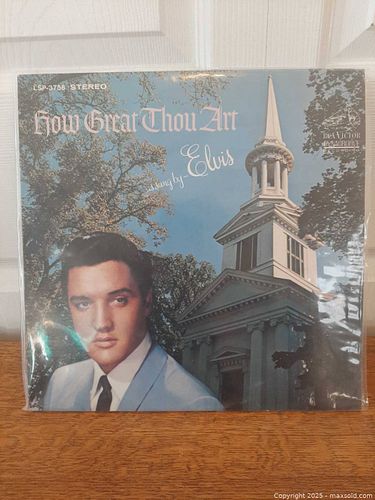 LSP-3758 STEREO
How Great Thou Art
as sung by Elvis
RCA VICTOR
Copyright 2025 - maxsold.com